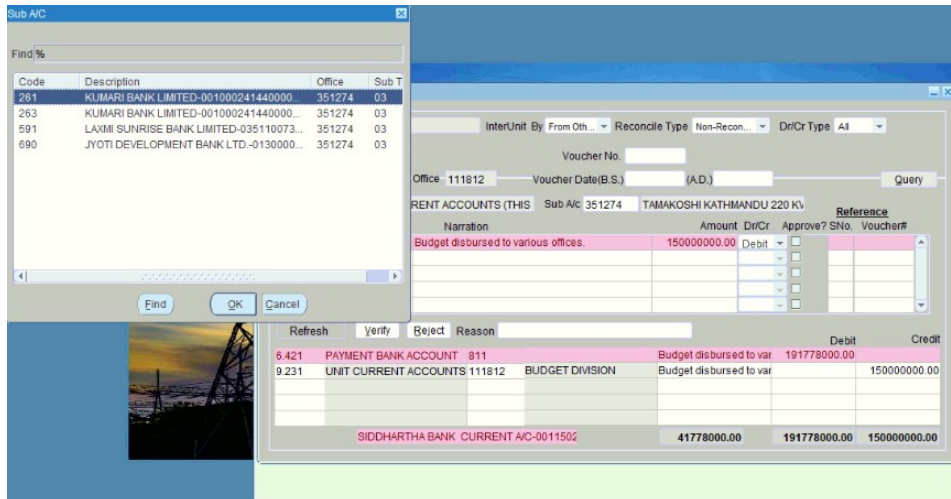 Sub A/C
Find %
Code Description Office Sub T
261 KUMARI BANK LIMITED-001000241440000... 351274 03
263 KUMARI BANK LIMITED-001000241440000... 351274 03
591 LAXMI SUNRISE BANK LIMITED-035110073... 351274 03
690 JYOTI DEVELOPMENT BANK LTD.-0130000... 351274 03
Find OK Cancel
InterUnit By From Oth... Reconcile Type Non-Recon... Dr/Cr Type All
Voucher No.
Office 111812 Voucher Date(B.S.) (A.D.) Query
RENT ACCOUNTS (THIS Sub A/c 351274 TAMAKOSHI KATHMANDU 220 KV
Reference
Narration Amount Dr/Cr Approve? SNo. Voucher#
Budget disbursed to various offices. 150000000.00 Debit
Refresh Verify Reject Reason
Debit Credit
6.421 PAYMENT BANK ACCOUNT 811 Budget disbursed to var 191778000.00
9.231 UNIT CURRENT ACCOUNTS 111812 BUDGET DIVISION Budget disbursed to var 150000000.00
SIDDHARTHA BANK CURRENT A/C-0011502 41778000.00 191778000.00 150000000.00